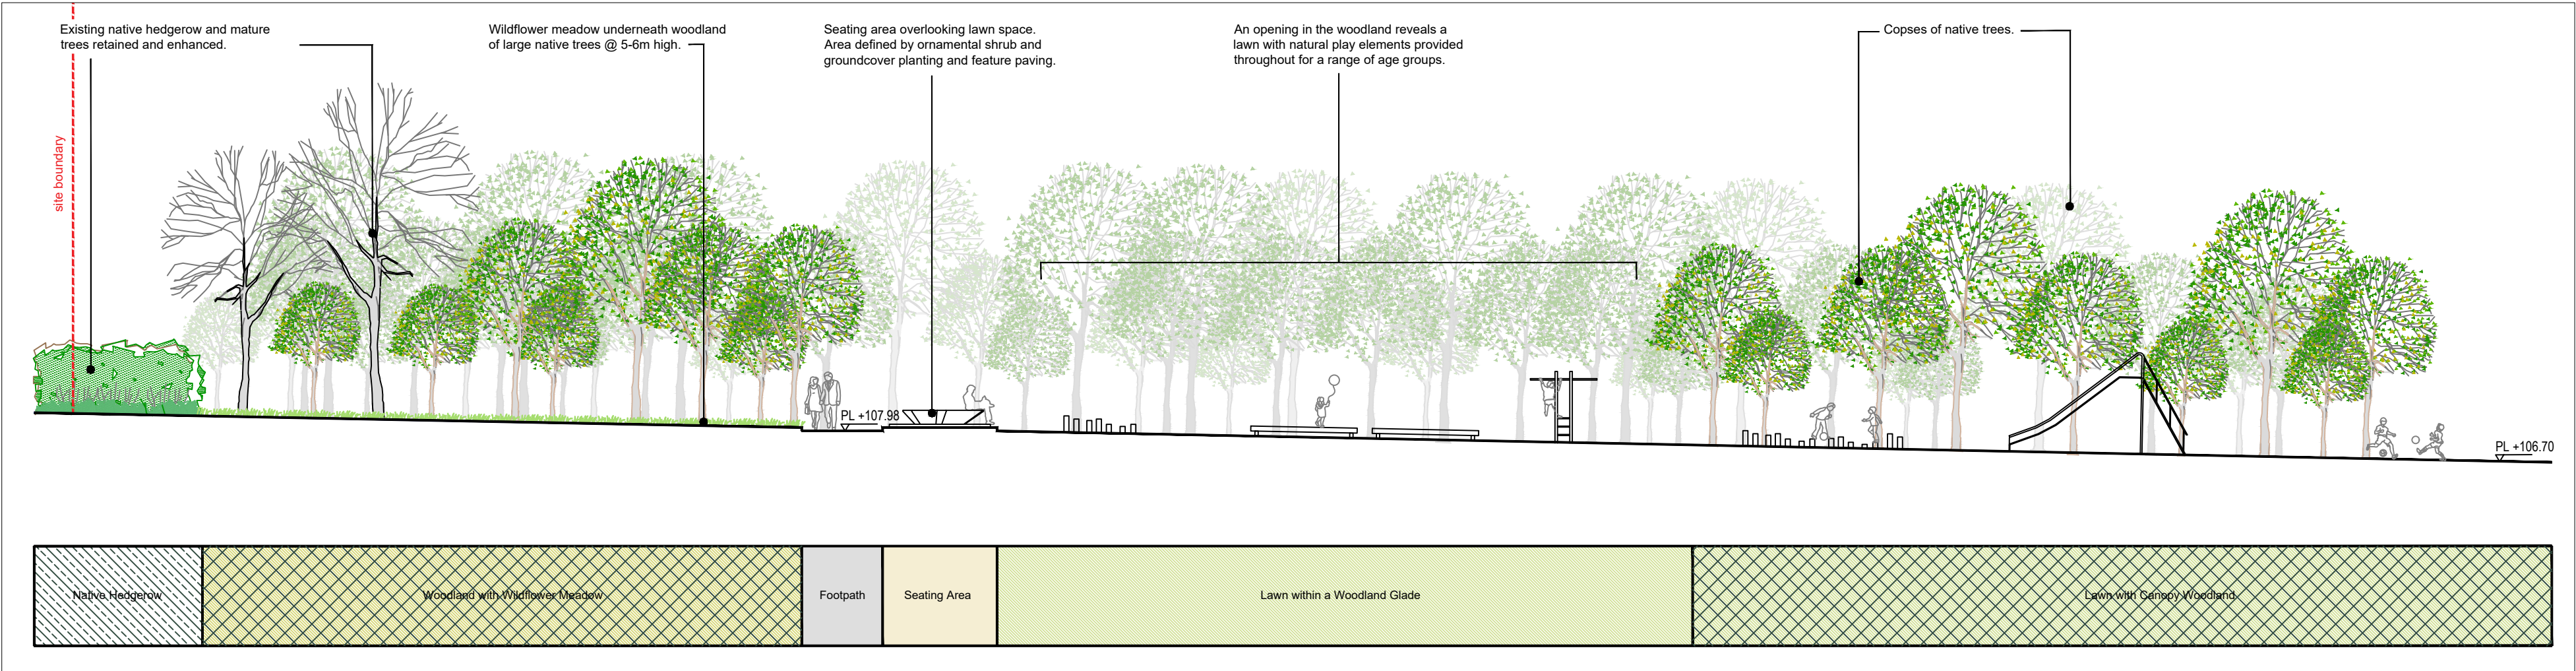 Existing native hedgerow and mature
trees retained and enhanced.
Wildflower meadow underneath woodland
of large native trees @ 5-6m high.
Seating area overlooking lawn space.
Area defined by ornamental shrub and
groundcover planting and feature paving.
An opening in the woodland reveals a
lawn with natural play elements provided
throughout for a range of age groups.
Copses of native trees.
site boundary
PL +107.98
PL +106.70
Native Hedgerow
Woodland with Wildflower Meadow
Footpath
Seating Area
Lawn within a Woodland Glade
Lawn with Canopy Woodland